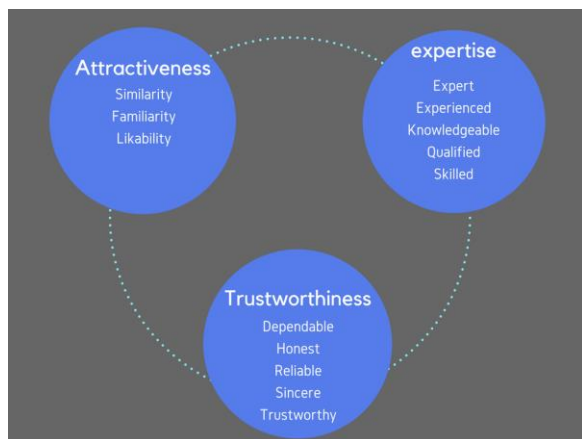 Attractiveness
Similarity
Familiarity
Likability
expertise
Expert
Experienced
Knowledgeable
Qualified
Skilled
Trustworthiness
Dependable
Honest
Reliable
Sincere
Trustworthy